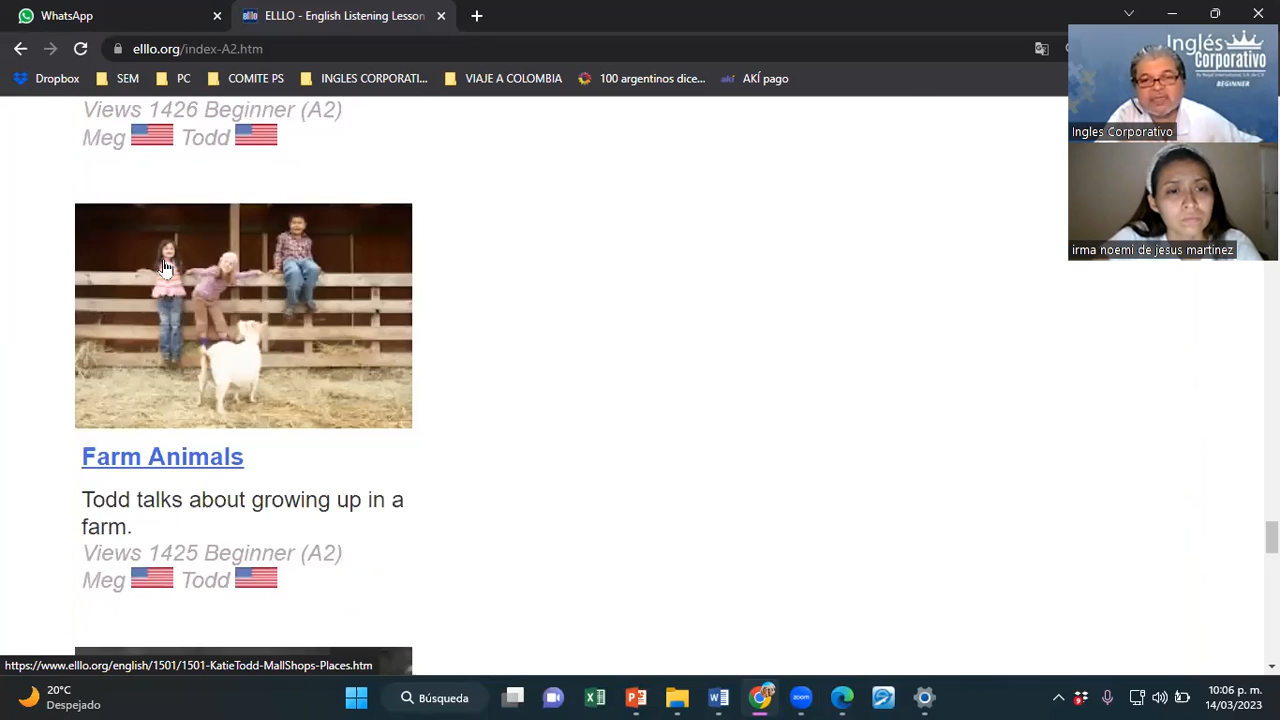 WhatsApp
ELLLO - English Listening Lesson
elllo.org/index-A2.htm
Dropbox
SEM
PC
COMITE PS
INGLES CORPORATI...
VIAJE A COLOMBIA
100 argentinos dice...
akí
AKÍ pago
Views 1426 Beginner (A2)
Meg Todd
Farm Animals
Todd talks about growing up in a
farm.
Views 1425 Beginner (A2)
Meg Todd
https://www.elllo.org/english/1501/1501-KatieTodd-MallShops-Places.htm
Inglés
Corporativo
BEGINNER
Ingles Corporativo
irma noemi de jesus martinez
20°C
Despejado
Búsqueda
10:06 p. m.
14/03/2023